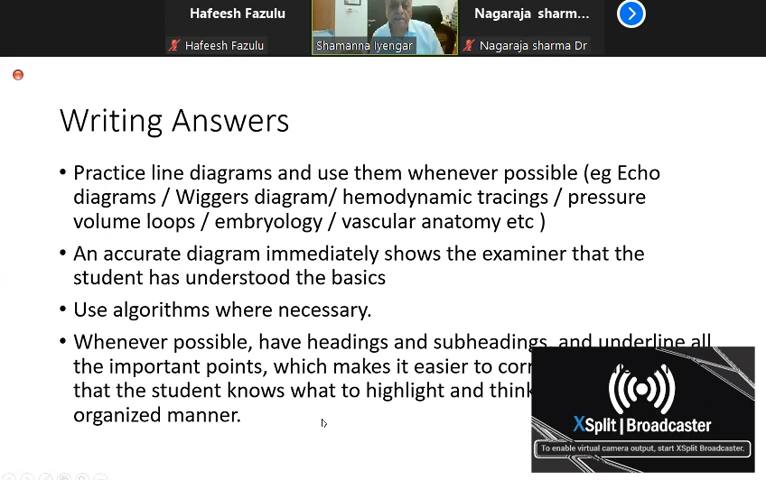 Hafeesh Fazulu
Nagaraja sharm...
Hafeesh Fazulu
Shamanna Iyengar
Nagaraja sharma Dr
Writing Answers
• Practice line diagrams and use them whenever possible (eg Echo
diagrams / Wiggers diagram/ hemodynamic tracings / pressure
volume loops / embryology / vascular anatomy etc )
• An accurate diagram immediately shows the examiner that the
student has understood the basics
• Use algorithms where necessary.
• Whenever possible, have headings and subheadings, and underline all
the important points, which makes it easier to
that the student knows what to highlight and think
organized manner.
XSplit | Broadcaster
To enable virtual camera output, start XSplit Broadcaster.